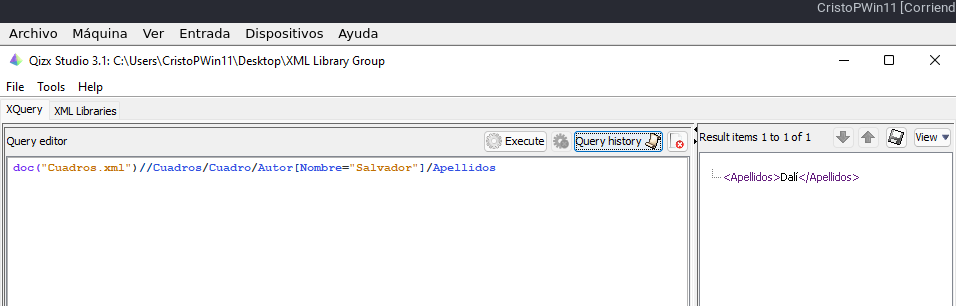 CristoPWin11 [Corriend
Archivo Máquina Ver Entrada Dispositivos Ayuda
Qizx Studio 3.1: C:\Users\CristoPWin11\Desktop\XML Library Group
File Tools Help
XQuery XML Libraries
Query editor Execute Query history Result items 1 to 1 of 1 View
doc("Cuadros.xml")//Cuadros/Cuadro/Autor[Nombre="Salvador"]/Apellidos
<Apellidos>Dalí</Apellidos>